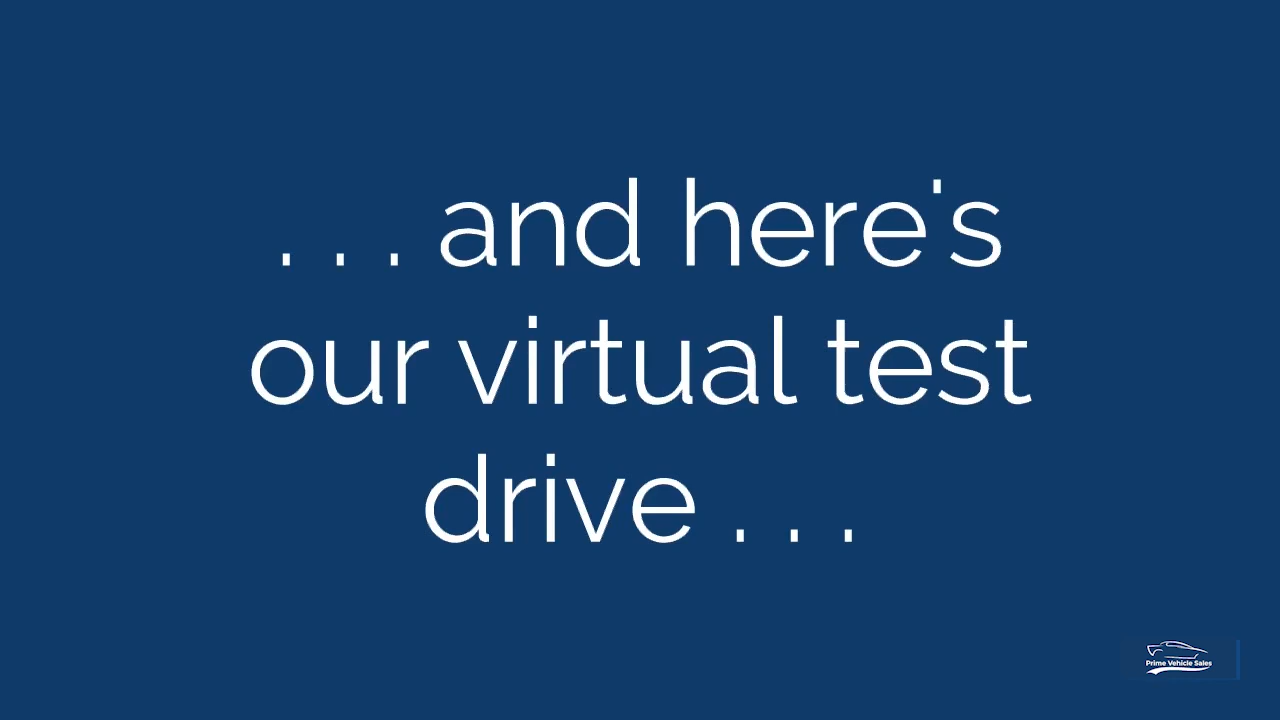 . . . and here's
our virtual test
drive . . .
Prime Vehicle Sales